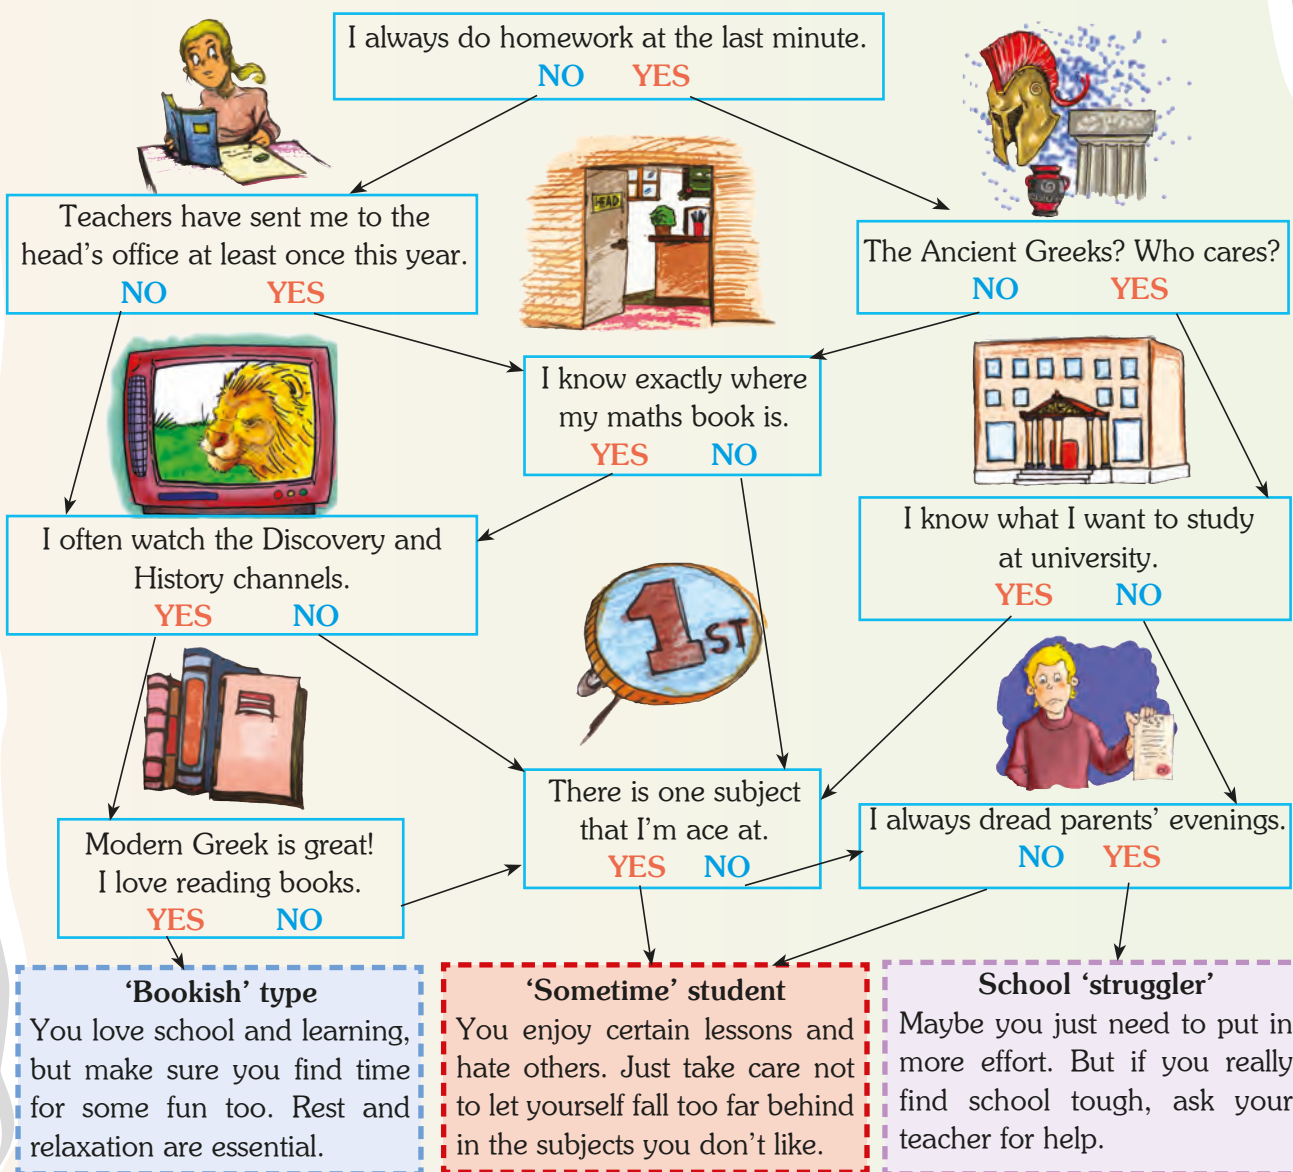 I always do homework at the last minute.
NO YES
Teachers have sent me to the
head's office at least once this year.
NO YES
HEAD
The Ancient Greeks? Who cares?
NO YES
I know exactly where
my maths book is.
YES NO
I often watch the Discovery and
History channels.
YES NO
I know what I want to study
at university.
YES NO
1ST
There is one subject
that I'm ace at.
YES NO
I always dread parents' evenings.
NO YES
Modern Greek is great!
I love reading books.
YES NO
'Bookish' type
You love school and learning,
but make sure you find time
for some fun too. Rest and
relaxation are essential.
'Sometime' student
You enjoy certain lessons and
hate others. Just take care not
to let yourself fall too far behind
in the subjects you don't like.
School 'struggler'
Maybe you just need to put in
more effort. But if you really
find school tough, ask your
teacher for help.